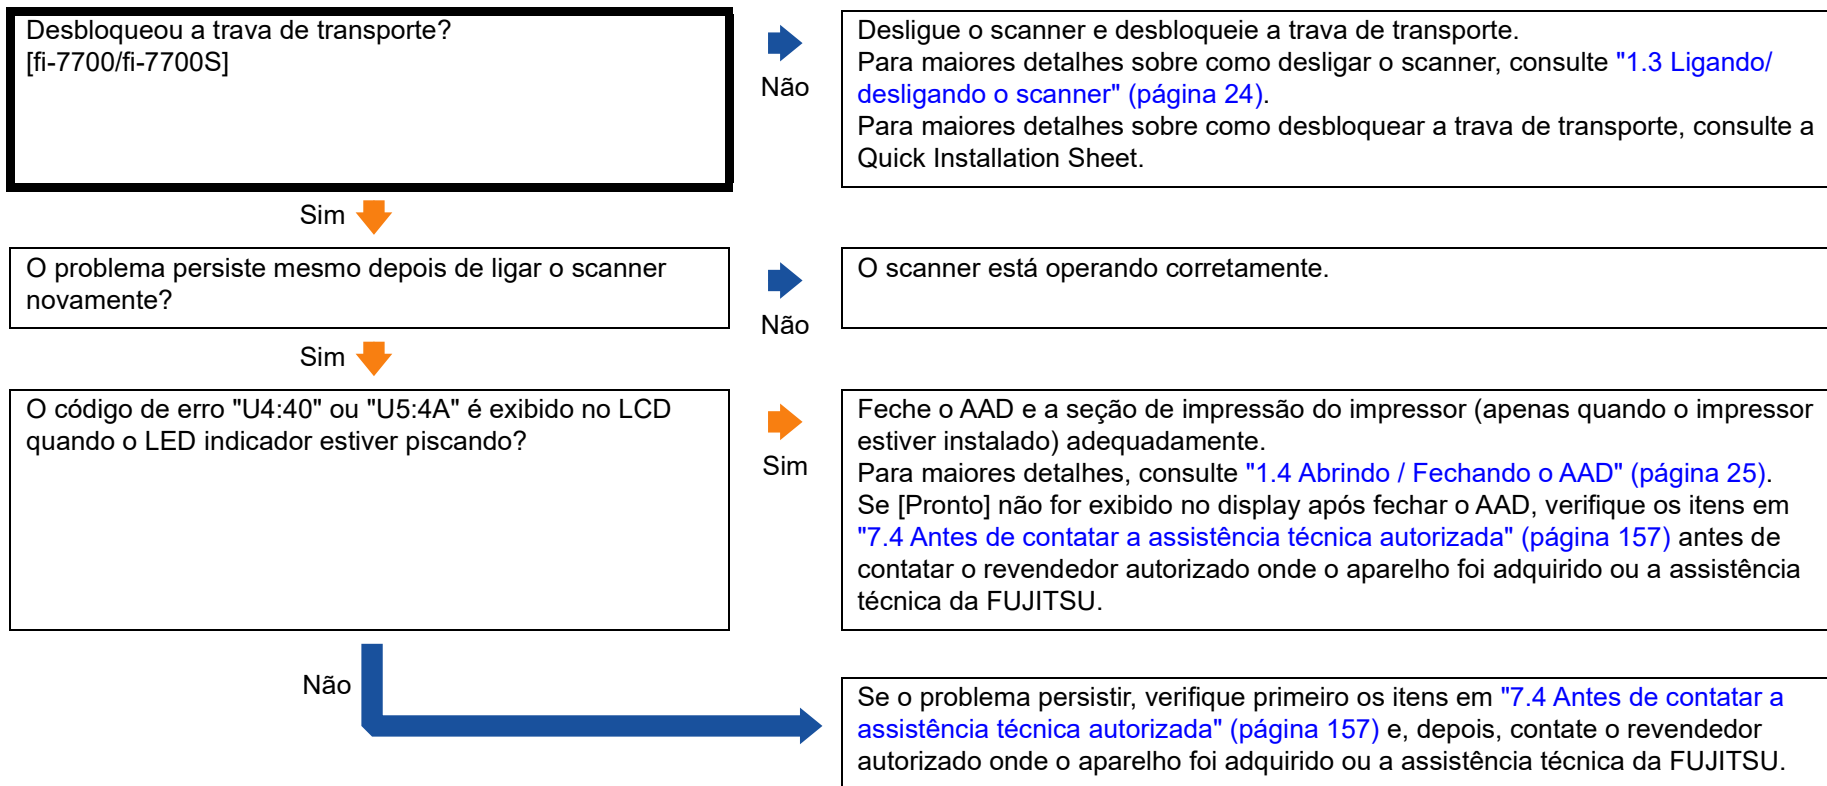 Desbloqueou a trava de transporte?
[fi-7700/fi-7700S]
Não
Desligue o scanner e desbloqueie a trava de transporte.
Para maiores detalhes sobre como desligar o scanner, consulte "1.3 Ligando/
desligando o scanner" (página 24).
Para maiores detalhes sobre como desbloquear a trava de transporte, consulte a
Quick Installation Sheet.
Sim
O problema persiste mesmo depois de ligar o scanner
novamente?
Não
O scanner está operando corretamente.
Sim
O código de erro "U4:40" ou "U5:4A" é exibido no LCD
quando o LED indicador estiver piscando?
Sim
Feche o AAD e a seção de impressão do impressor (apenas quando o impressor
estiver instalado) adequadamente.
Para maiores detalhes, consulte "1.4 Abrindo / Fechando o AAD" (página 25).
Se [Pronto] não for exibido no display após fechar o AAD, verifique os itens em
"7.4 Antes de contatar a assistência técnica autorizada" (página 157) antes de
contatar o revendedor autorizado onde o aparelho foi adquirido ou a assistência
técnica da FUJITSU.
Não
Se o problema persistir, verifique primeiro os itens em "7.4 Antes de contatar a
assistência técnica autorizada" (página 157) e, depois, contate o revendedor
autorizado onde o aparelho foi adquirido ou a assistência técnica da FUJITSU.